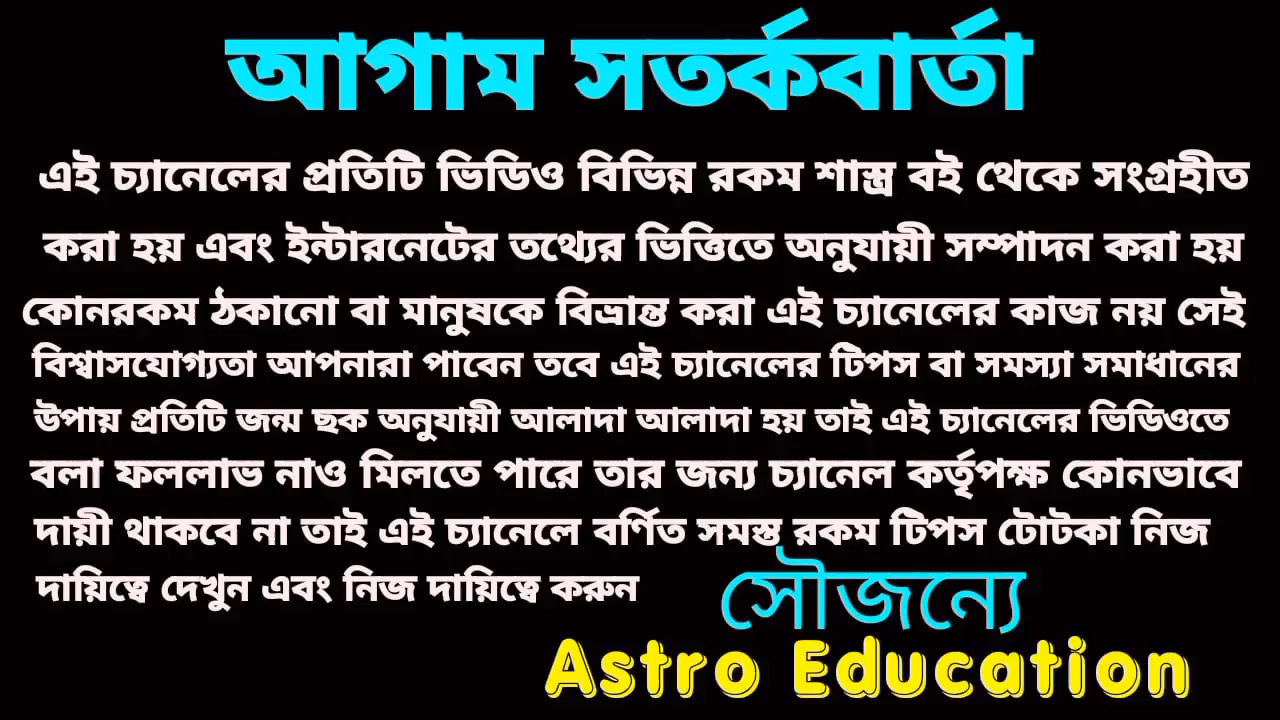 আগাম সতর্কবার্তা
এই চ্যানেলের প্রতিটি ভিডিও বিভিন্ন রকম শাস্ত্র বই থেকে সংগ্রহীত
করা হয় এবং ইন্টারনেটের তথ্যের ভিত্তিতে অনুযায়ী সম্পাদন করা হয়
কোনরকম ঠকানো বা মানুষকে বিভ্রান্ত করা এই চ্যানেলের কাজ নয় সেই
বিশ্বাসযোগ্যতা আপনারা পাবেন তবে এই চ্যানেলের টিপস বা সমস্যা সমাধানের
উপায় প্রতিটি জন্ম ছক অনুযায়ী আলাদা আলাদা হয় তাই এই চ্যানেলের ভিডিওতে
বলা ফললাভ নাও মিলতে পারে তার জন্য চ্যানেল কর্তৃপক্ষ কোনভাবে
দায়ী থাকবে না তাই এই চ্যানেলে বর্ণিত সমস্ত রকম টিপস টোটকা নিজ
দায়িত্বে দেখুন এবং নিজ দায়িত্বে করুন
সৌজন্যে
Astro Education